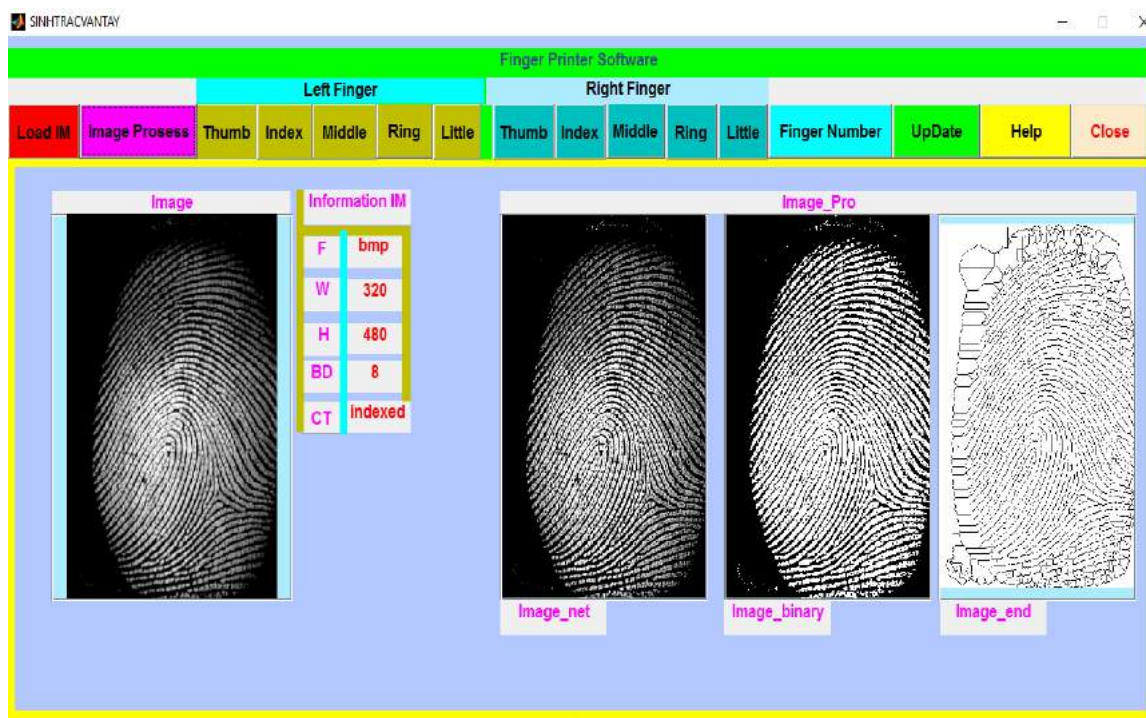 SINHTRACVANTAY
Finger Printer Software
Left Finger Right Finger
Load IM Image Prosess Thumb Index Middle Ring Little Thumb Index Middle Ring Little Finger Number UpDate Help Close
Image Information IM Image_Pro
F bmp
W 320
H 480
BD 8
CT indexed
Image_net Image_binary Image_end